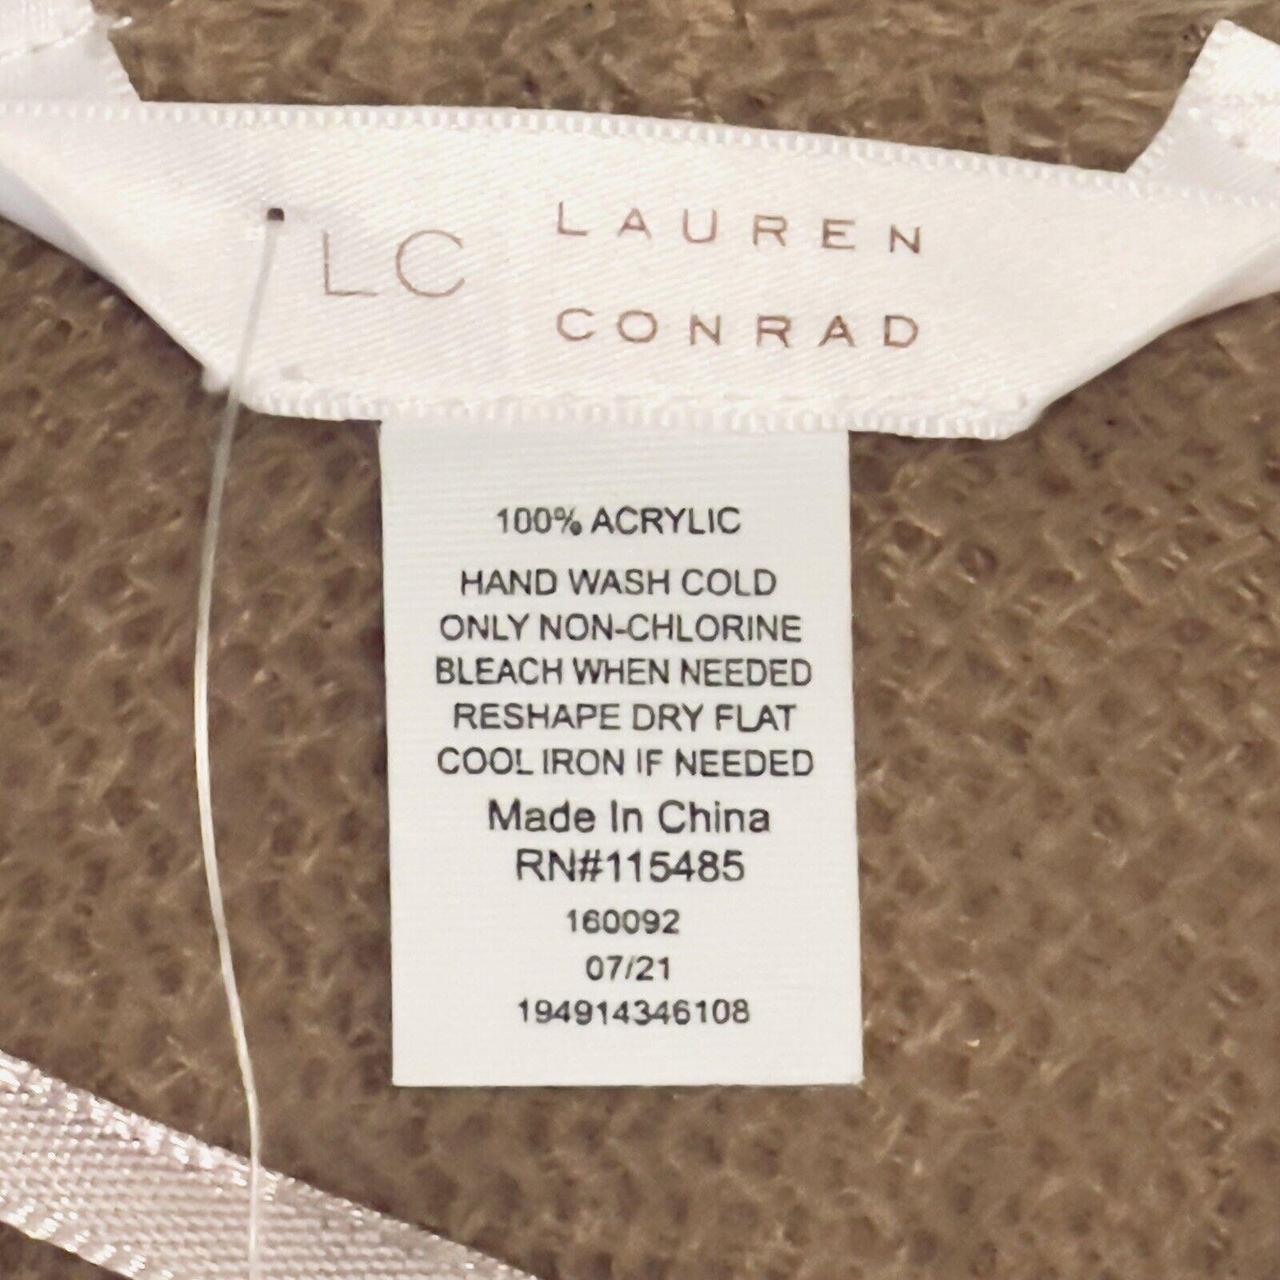 LC LAUREN
CONRAD
100% ACRYLIC
HAND WASH COLD
ONLY NON-CHLORINE
BLEACH WHEN NEEDED
RESHAPE DRY FLAT
COOL IRON IF NEEDED
Made In China
RN#115485
160092
07/21
194914346108